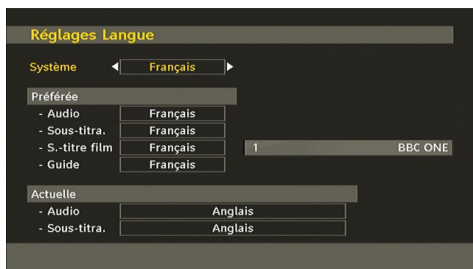 Réglages Langue
Système Français
Préférée
- Audio Français
- Sous-titra. Français
- S.-titre film Français 1 BBC ONE
- Guide Français
Actuelle
- Audio Anglais
- Sous-titra. Anglais